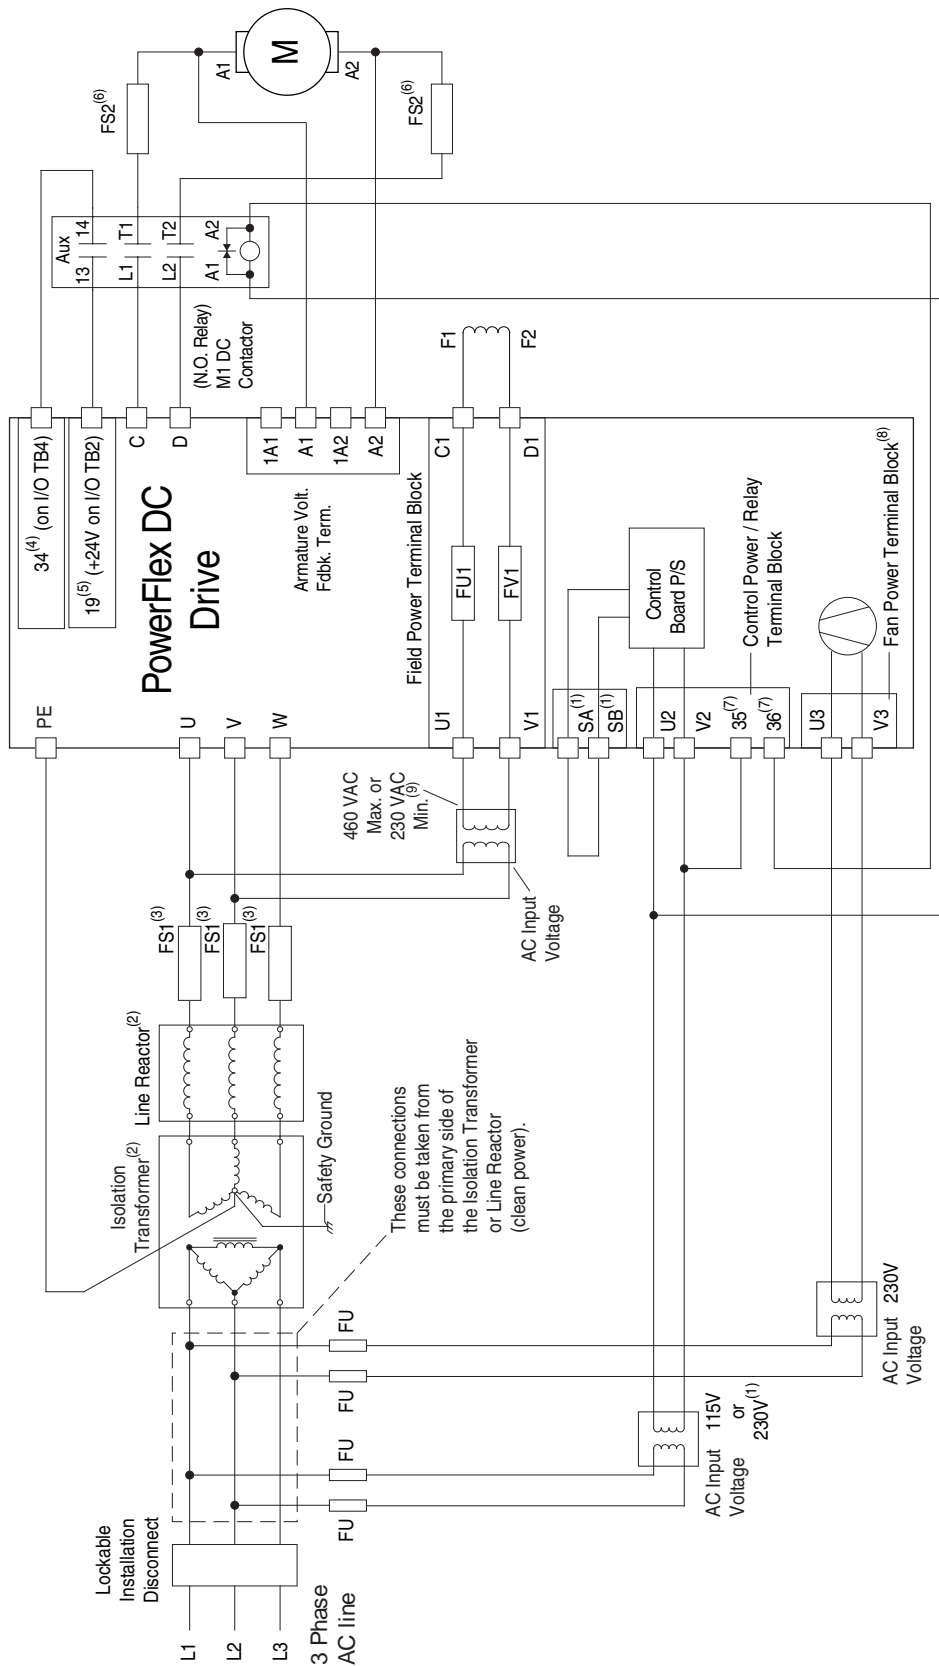 Lockable
Installation
Disconnect
L1
L2
L3
3 Phase
AC line
FU
FU
FU
FU
Isolation
Transformer(2)
Line Reactor(2)
Safety Ground
These connections
must be taken from
the primary side of
the Isolation Transformer
or Line Reactor
(clean power).
FS1(3)
FS1(3)
FS1(3)
AC Input
Voltage
460 VAC
Max. or
230 VAC
Min.(9)
AC Input
Voltage
115V
or
230V(1)
AC Input
Voltage
230V
PE
U
V
W
U1
V1
SA(1)
SB(1)
U2
V2
35(7)
36(7)
U3
V3
PowerFlex DC
Drive
34(4) (on I/O TB4)
19(5) (+24V on I/O TB2)
C
D
Armature Volt.
Fdbk. Term.
1A1
A1
1A2
A2
Field Power Terminal Block
FU1
FV1
C1
D1
Control
Board P/S
Control Power / Relay
Terminal Block
Fan Power Terminal Block(8)
F1
F2
(N.O. Relay)
M1 DC
Contactor
Aux
13
14
L1
T1
L2
T2
A1
A2
FS2(6)
FS2(6)
A1
M
A2